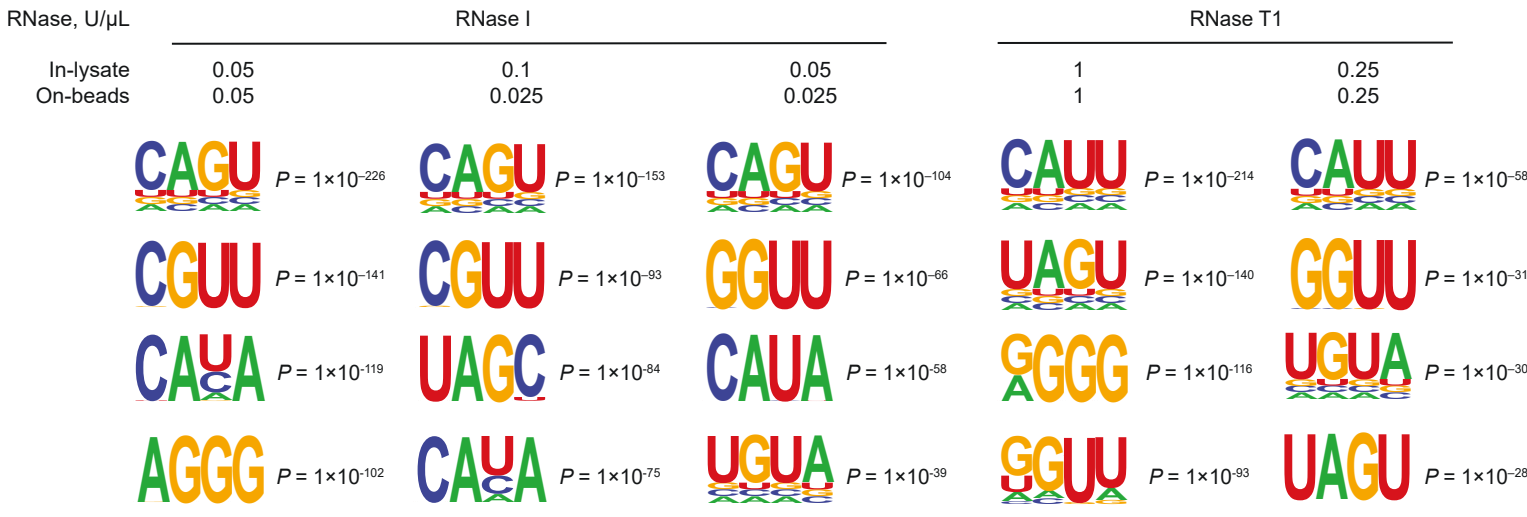 RNase, U/µL RNase I RNase T1
In-lysate 0.05 0.1 0.05 1 0.25
On-beads 0.05 0.025 0.025 1 0.25
CAGU P = 1×10–226 CAGU P = 1×10–153 CAGU P = 1×10–104 CAUU P = 1×10–214 CAUU P = 1×10–58
CGUU P = 1×10–141 CGUU P = 1×10–93 GGUU P = 1×10–66 UAGU P = 1×10–140 GGUU P = 1×10–31
CAUA P = 1×10-119 UAGC P = 1×10-84 CAUA P = 1×10–58 GGGG P = 1×10-116 UGUA P = 1×10–30
AGGG P = 1×10-102 CAUA P = 1×10-75 UGUA P = 1×10–39 GGUU P = 1×10–93 UAGU P = 1×10–28